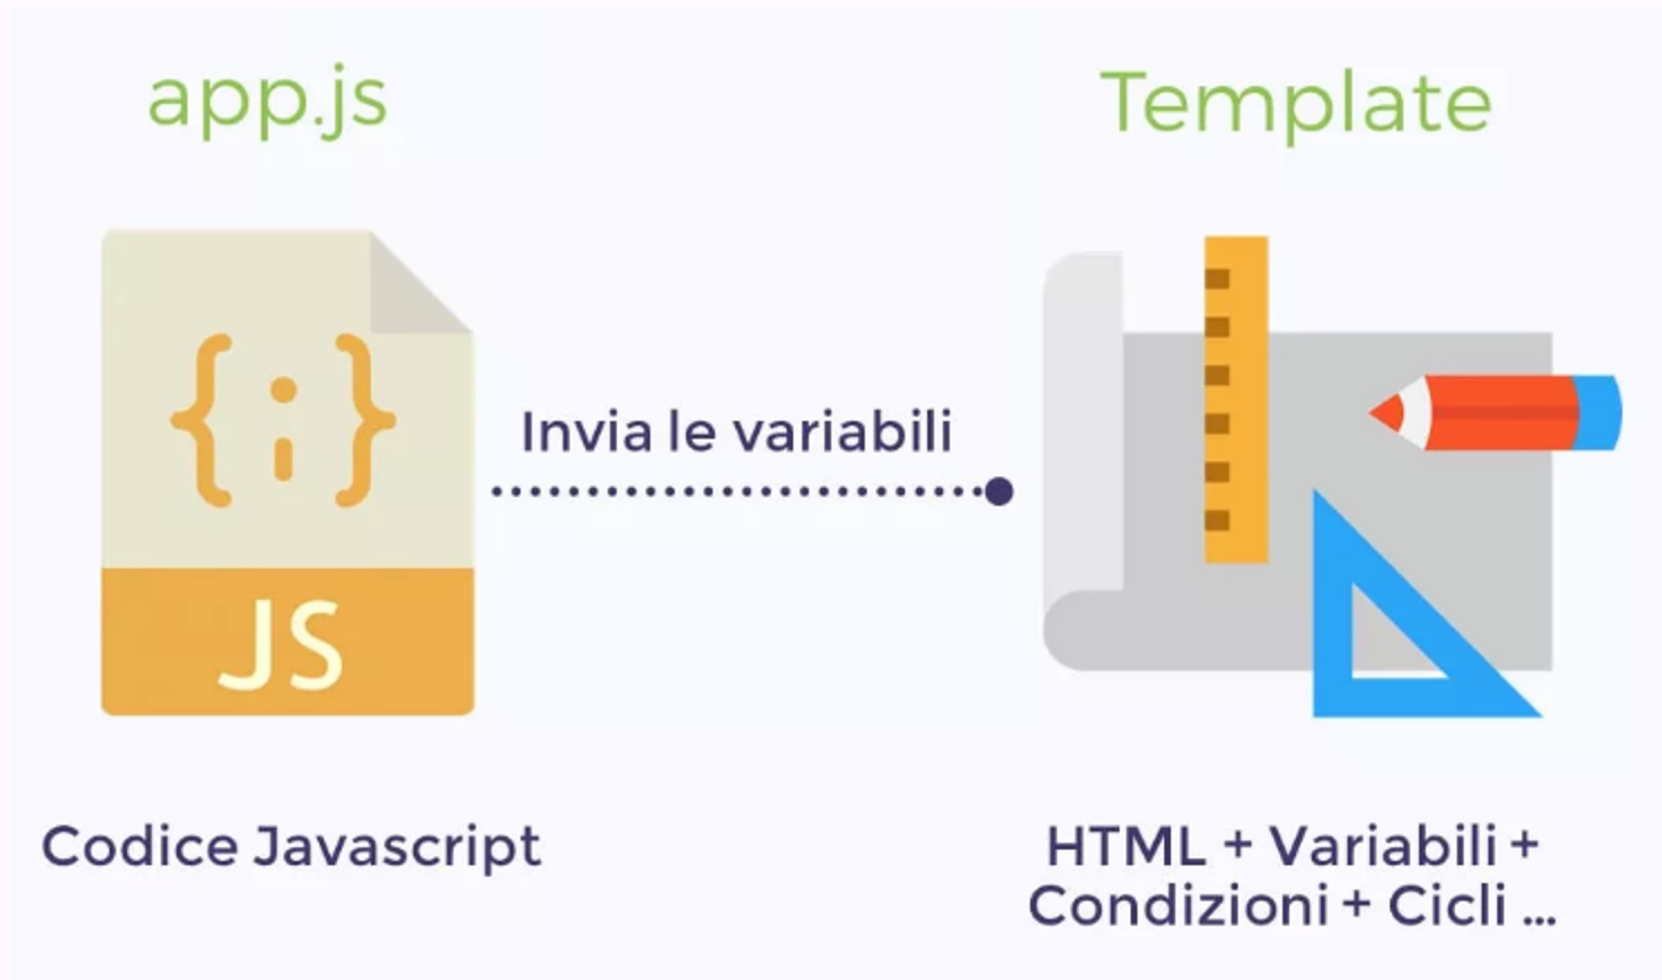 app.js
Template
{;}
Invia le variabili
JS
Codice Javascript
HTML + Variabili +
Condizioni + Cicli ...